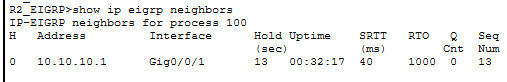 R2_EIGRP>show ip eigrp neighbors
IP-EIGRP neighbors for process 100
H Address Interface Hold Uptime SRTT RTO Q Seq
(sec) (ms) Cnt Num
0 10.10.10.1 Gig0/0/1 13 00:32:17 40 1000 0 13